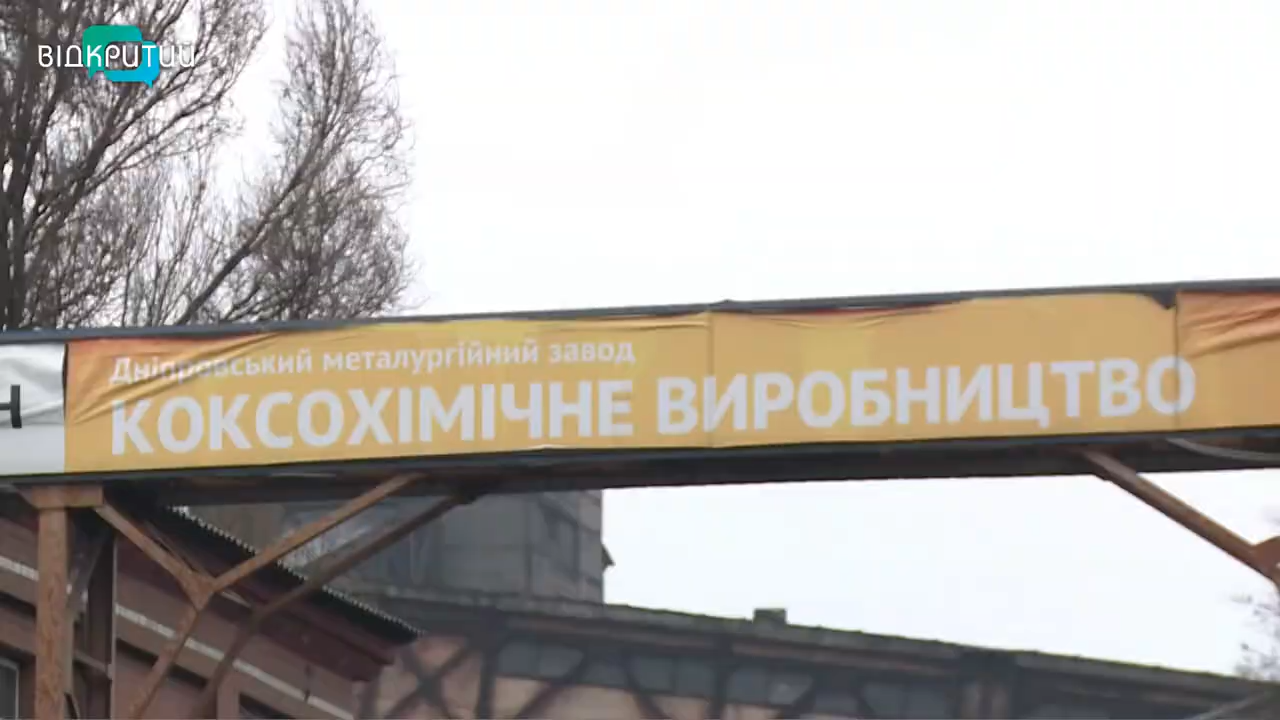 ВІДКРИТИЙ
Дніпровський металургійний завод
КОКСОХІМІЧНЕ ВИРОБНИЦТВО